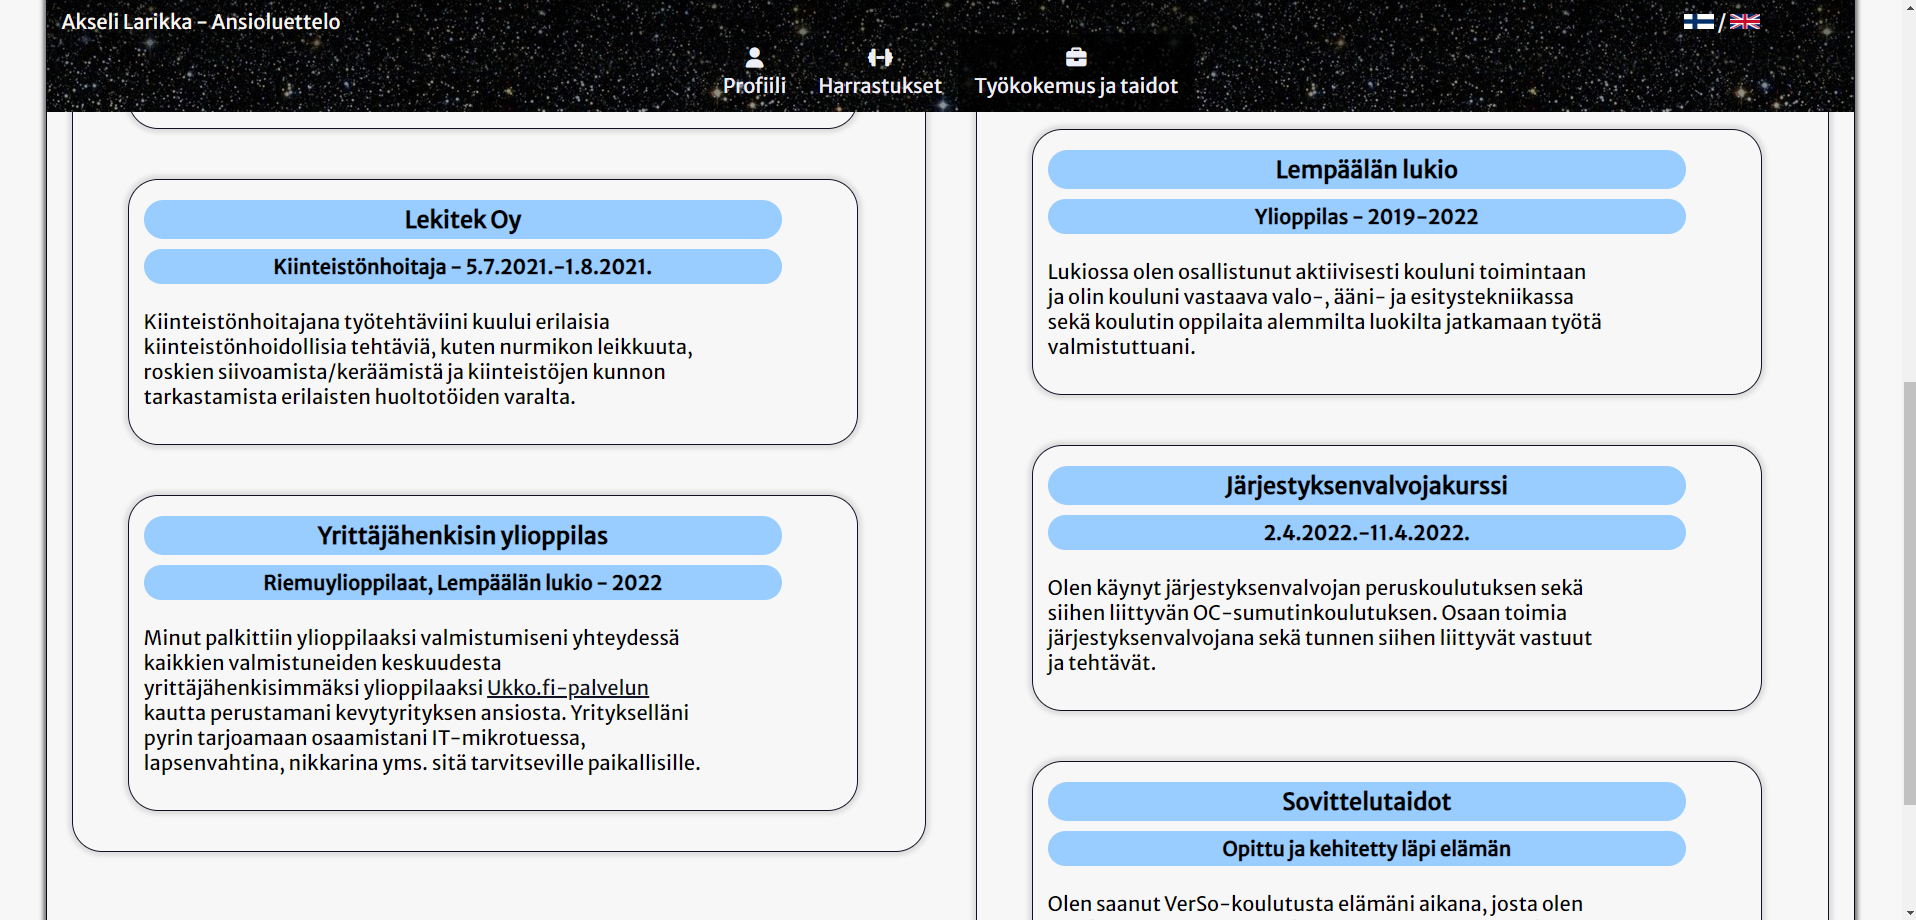 Akseli Larikka - Ansioluettelo
/
Profiili
Harrastukset
Työkokemus ja taidot
Lekitek Oy
Kiinteistönhoitaja - 5.7.2021.-1.8.2021.
Kiinteistönhoitajana työtehtäviini kuului erilaisia
kiinteistönhoidollisia tehtäviä, kuten nurmikon leikkuuta,
roskien siivoamista/keräämistä ja kiinteistöjen kunnon
tarkastamista erilaisten huoltotöiden varalta.
Yrittäjähenkisin ylioppilas
Riemuylioppilaat, Lempäälän lukio - 2022
Minut palkittiin ylioppilaaksi valmistumiseni yhteydessä
kaikkien valmistuneiden keskuudesta
yrittäjähenkisimmäksi ylioppilaaksi Ukko.fi-palvelun
kautta perustamani kevytyrityksen ansiosta. Yritykselläni
pyrin tarjoamaan osaamistani IT-mikrotuessa,
lapsenvahtina, nikkarina yms. sitä tarvitseville paikallisille.
Lempäälän lukio
Ylioppilas - 2019-2022
Lukiossa olen osallistunut aktiivisesti kouluni toimintaan
ja olin kouluni vastaava valo-, ääni- ja esitystekniikassa
sekä koulutin oppilaita alemmilta luokilta jatkamaan työtä
valmistuttuani.
Järjestyksenvalvojakurssi
2.4.2022.-11.4.2022.
Olen käynyt järjestyksenvalvojan peruskoulutuksen sekä
siihen liittyvän OC-sumutinkoulutuksen. Osaan toimia
järjestyksenvalvojana sekä tunnen siihen liittyvät vastuut
ja tehtävät.
Sovittelutaidot
Opittu ja kehitetty läpi elämän
Olen saanut VerSo-koulutusta elämäni aikana, josta olen